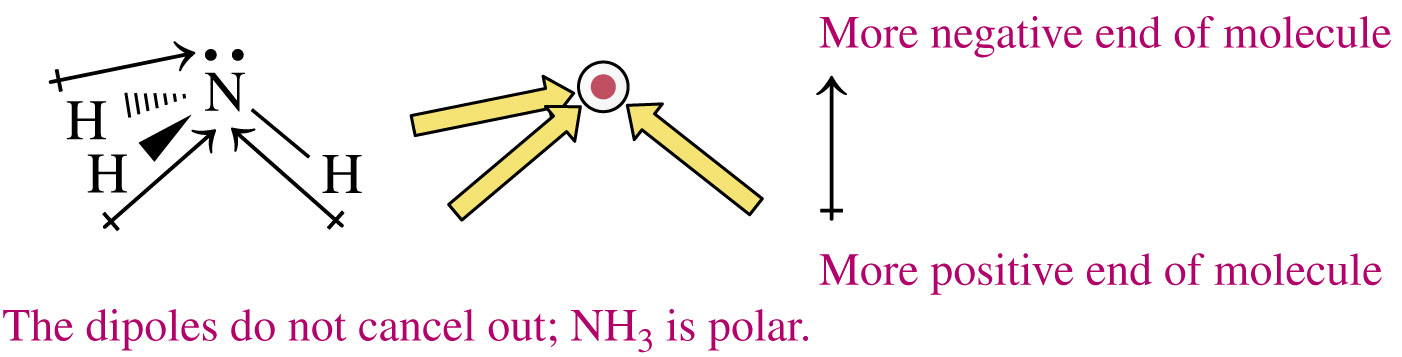 More negative end of molecule
N
H
H
H
More positive end of molecule
The dipoles do not cancel out; NH₃ is polar.